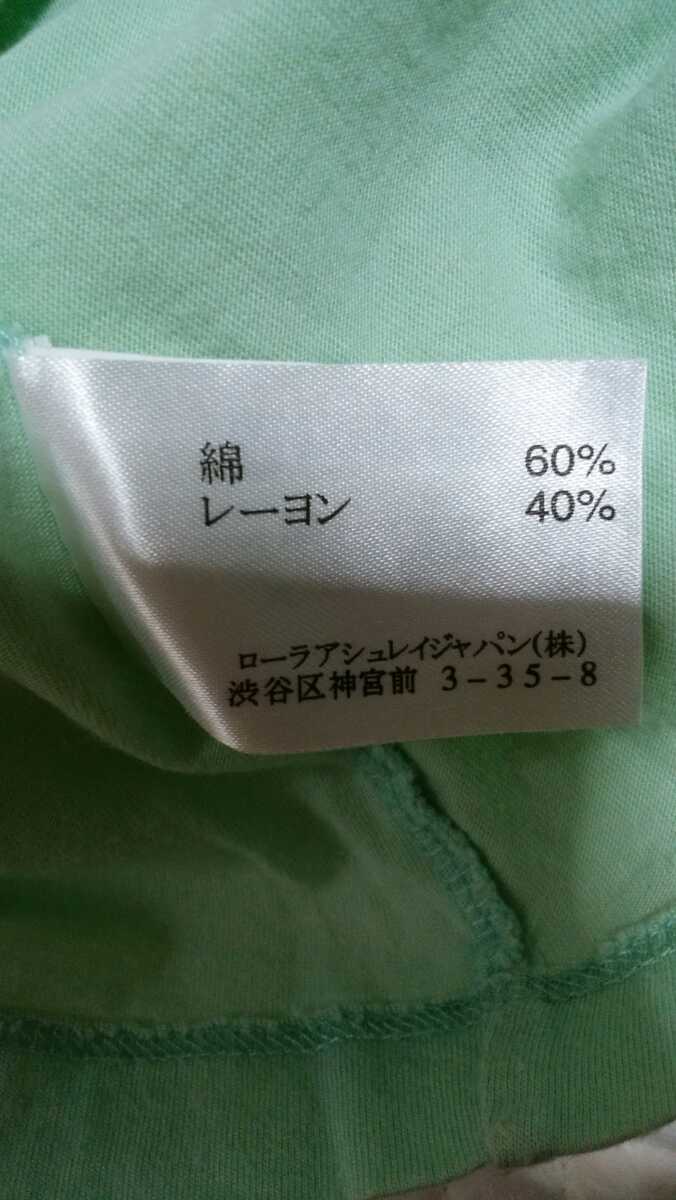 綿 60%
レーヨン 40%
ローラアシュレイジャパン(株)
渋谷区神宮前 3-35-8